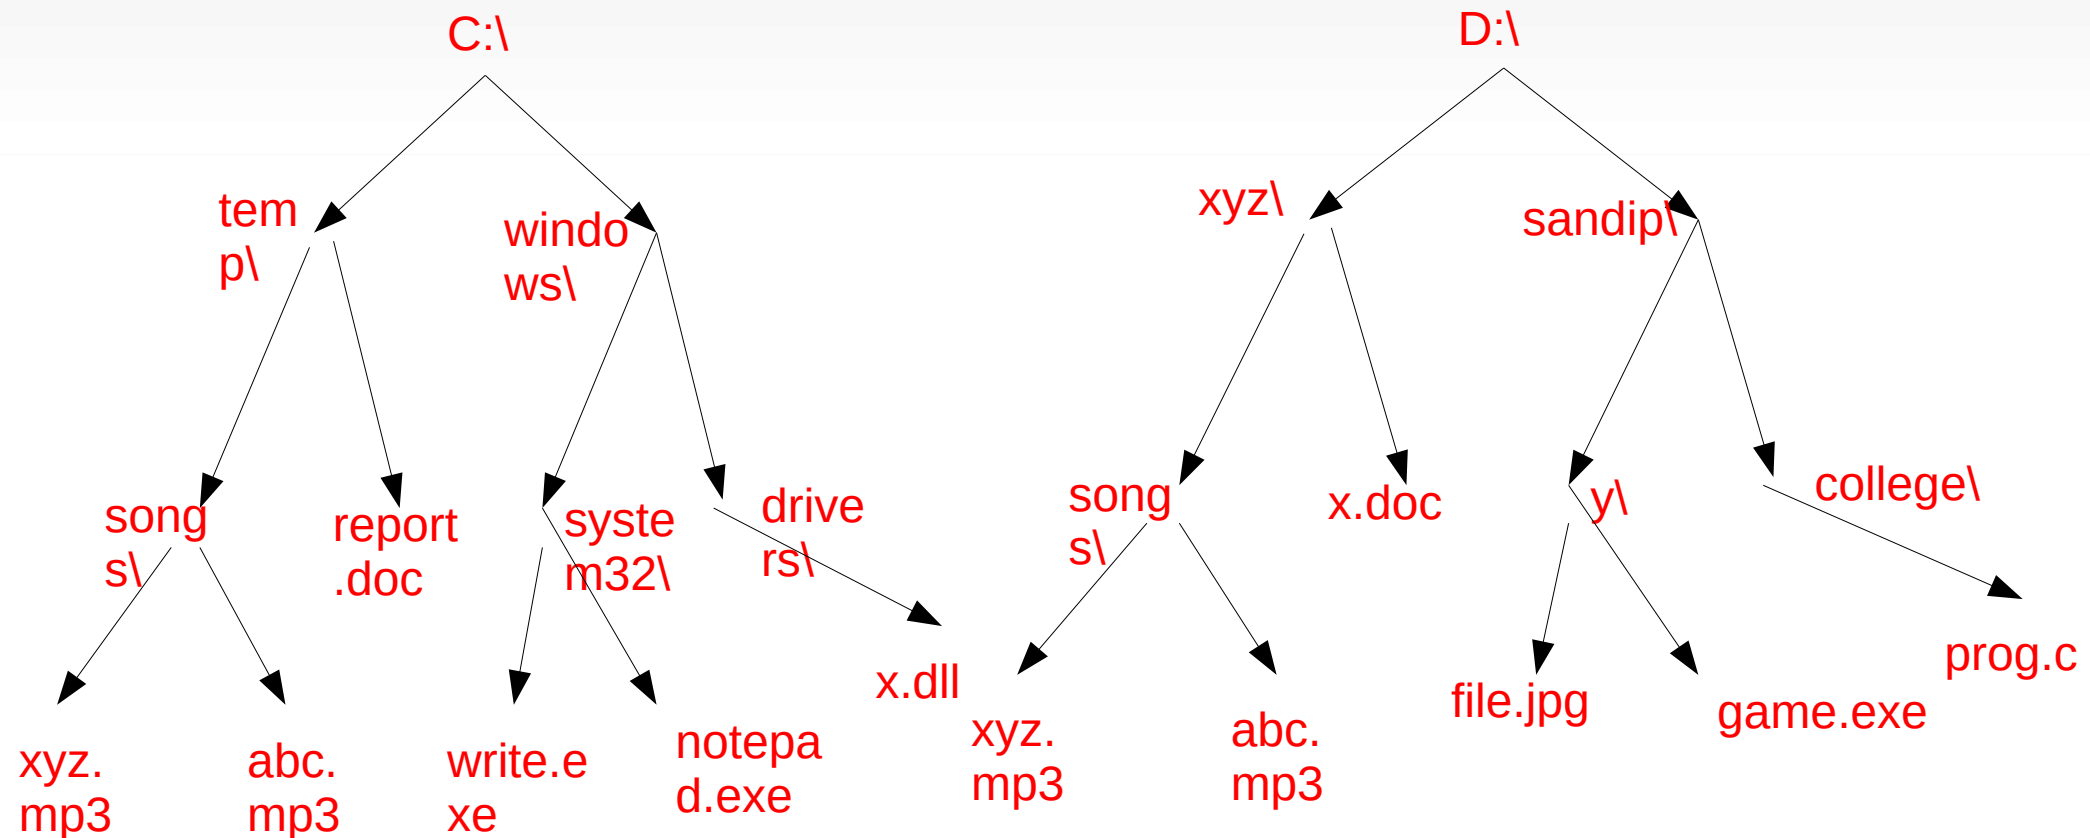 C:\
D:\
tem
p\
windo
ws\
xyz\
sandip\
song
s\
report
.doc
syste
m32\
drive
rs\
song
s\
x.doc
y\
college\
xyz.
mp3
abc.
mp3
write.e
xe
notepa
d.exe
x.dll
xyz.
mp3
abc.
mp3
file.jpg
game.exe
prog.c